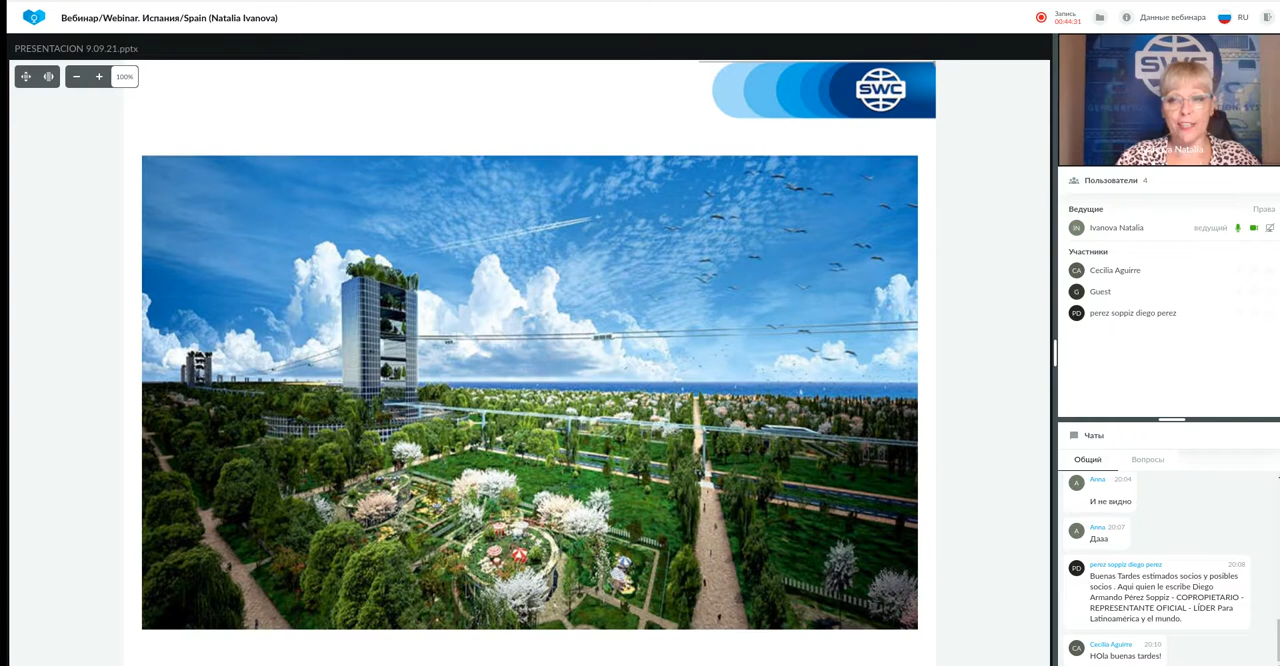 Вебинар/Webinar. Испания/Spain (Natalia Ivanova)
Запись
00:44:31
Данные вебинара
RU
PRESENTACION 9.09.21.pptx
100%
SWC
SWC
Natalia
Пользователи 4
Ведущие
Права
IN
Ivanova Natalia
ведущий
Участники
CA
Cecilia Aguirre
G
Guest
PD
perez soppiz diego perez
Чаты
Общий
Вопросы
A
Anna 20:04
И не видно
A
Anna 20:07
Дааа
PD
perez soppiz diego perez 20:08
Buenas Tardes estimados socios y posibles
socios . Aqui quien le escribe Diego
Armando Pérez Soppiz - COPROPIETARIO -
REPRESENTANTE OFICIAL - LÍDER Para
Latinoamérica y el mundo.
CA
Cecilia Aguirre 20:10
HOla buenas tardes!